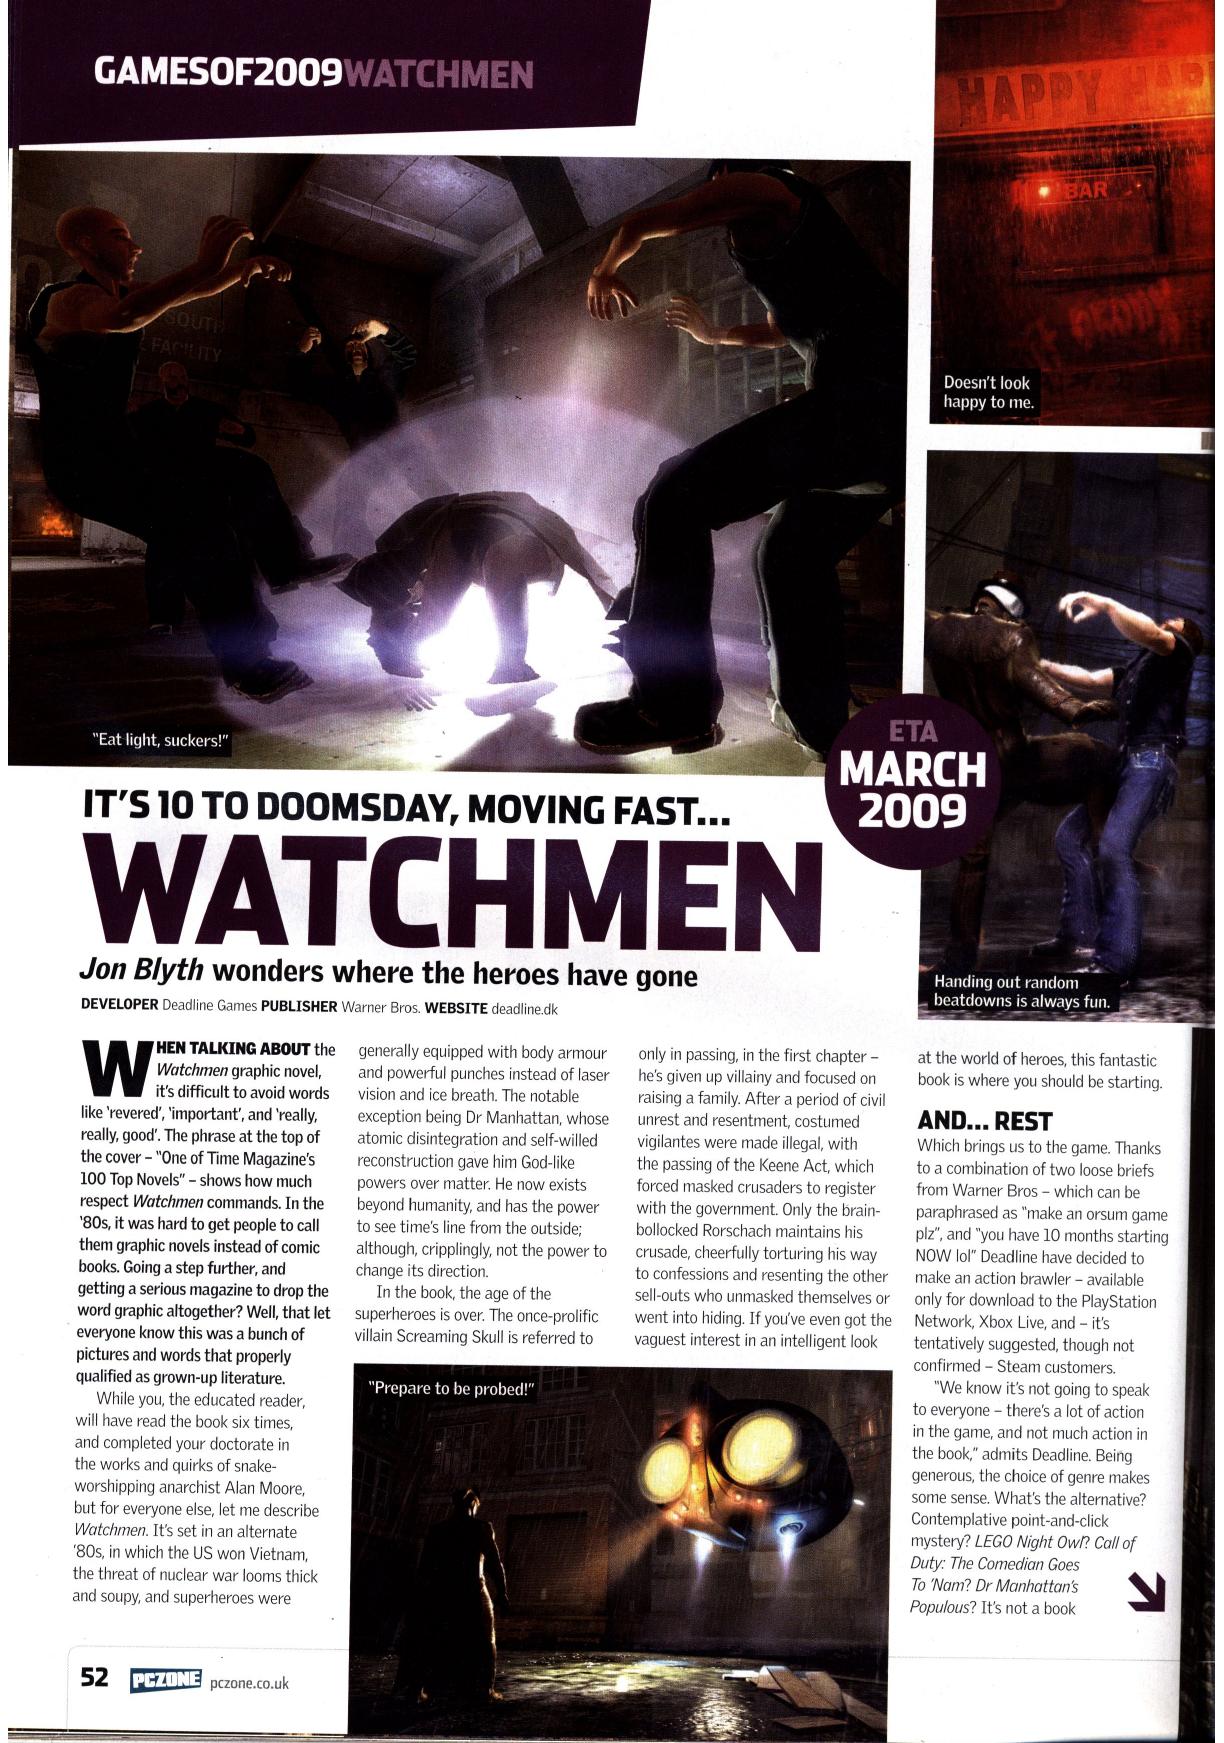 GAMESOF2009WATCHMEN
HAPPY
BAR
Doesn't look
happy to me.
SOUTH
FACILITY
"Eat light, suckers!"
ETA
MARCH
2009
Handing out random
beatdowns is always fun.
IT'S 10 TO DOOMSDAY, MOVING FAST...
WATCHMEN
Jon Blyth wonders where the heroes have gone
DEVELOPER Deadline Games PUBLISHER Warner Bros. WEBSITE deadline.dk
WHEN TALKING ABOUT the
Watchmen graphic novel,
it's difficult to avoid words
like 'revered', 'important', and 'really,
really, good'. The phrase at the top of
the cover – "One of Time Magazine's
100 Top Novels" – shows how much
respect Watchmen commands. In the
'80s, it was hard to get people to call
them graphic novels instead of comic
books. Going a step further, and
getting a serious magazine to drop the
word graphic altogether? Well, that let
everyone know this was a bunch of
pictures and words that properly
qualified as grown-up literature.
While you, the educated reader,
will have read the book six times,
and completed your doctorate in
the works and quirks of snake-
worshipping anarchist Alan Moore,
but for everyone else, let me describe
Watchmen. It's set in an alternate
'80s, in which the US won Vietnam,
the threat of nuclear war looms thick
and soupy, and superheroes were
generally equipped with body armour
and powerful punches instead of laser
vision and ice breath. The notable
exception being Dr Manhattan, whose
atomic disintegration and self-willed
reconstruction gave him God-like
powers over matter. He now exists
beyond humanity, and has the power
to see time's line from the outside;
although, cripplingly, not the power to
change its direction.
In the book, the age of the
superheroes is over. The once-prolific
villain Screaming Skull is referred to
only in passing, in the first chapter –
he's given up villainy and focused on
raising a family. After a period of civil
unrest and resentment, costumed
vigilantes were made illegal, with
the passing of the Keene Act, which
forced masked crusaders to register
with the government. Only the brain-
bollocked Rorschach maintains his
crusade, cheerfully torturing his way
to confessions and resenting the other
sell-outs who unmasked themselves or
went into hiding. If you've even got the
vaguest interest in an intelligent look
at the world of heroes, this fantastic
book is where you should be starting.
AND... REST
Which brings us to the game. Thanks
to a combination of two loose briefs
from Warner Bros – which can be
paraphrased as "make an orsum game
plz", and "you have 10 months starting
NOW lol" Deadline have decided to
make an action brawler – available
only for download to the PlayStation
Network, Xbox Live, and – it's
tentatively suggested, though not
confirmed – Steam customers.
"We know it's not going to speak
to everyone – there's a lot of action
in the game, and not much action in
the book," admits Deadline. Being
generous, the choice of genre makes
some sense. What's the alternative?
Contemplative point-and-click
mystery? LEGO Night Owl? Call of
Duty: The Comedian Goes
To 'Nam? Dr Manhattan's
Populous? It's not a book
"Prepare to be probed!"
52 PCZONE pczone.co.uk